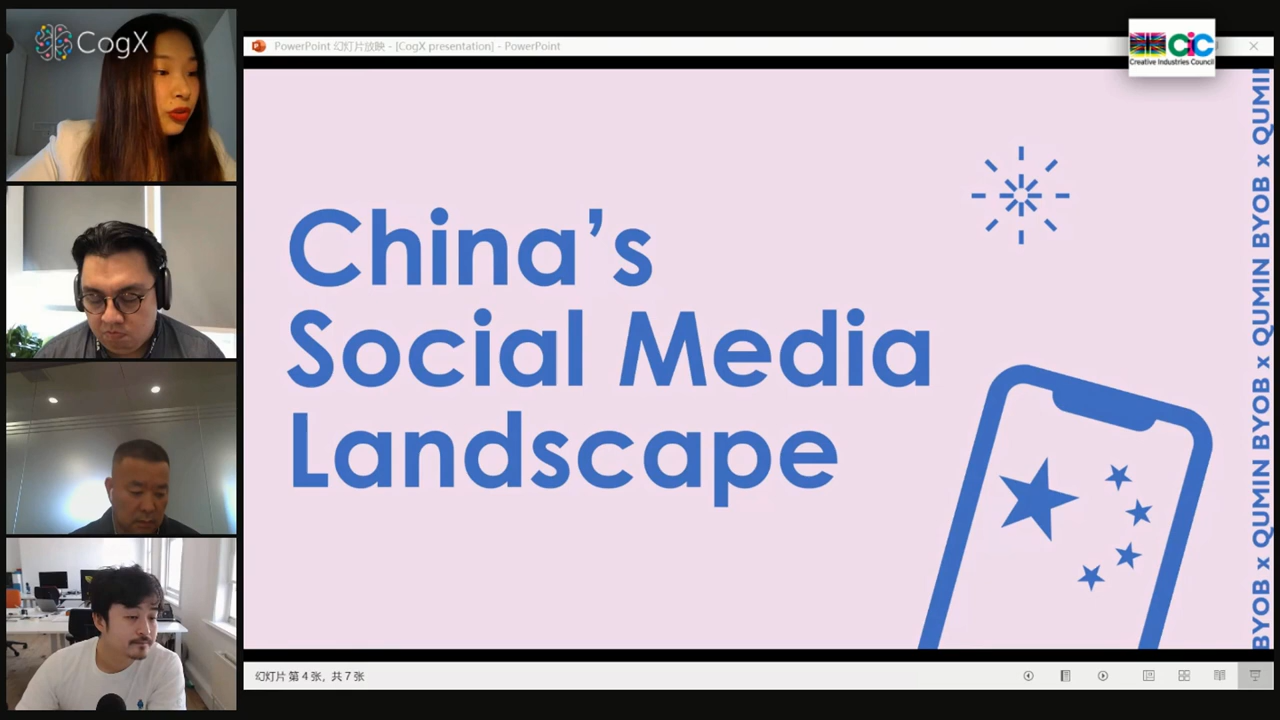 CogX
PowerPoint 幻灯片放映 - [CogX presentation] - PowerPoint
CiC
Creative Industries Council
China's
Social Media
Landscape
BYOB x QUMIN BYOB x QUMIN BYOB x QUMIN
幻灯片 第 4 张，共 7 张